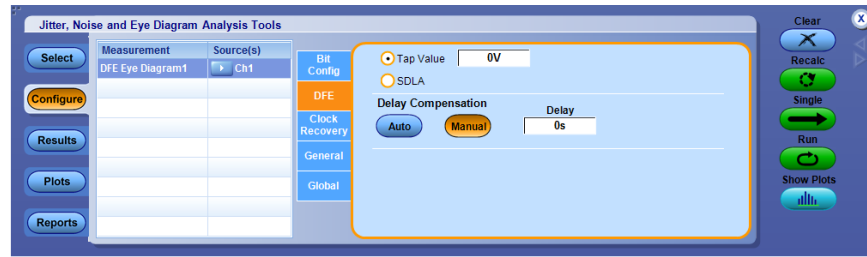 Jitter, Noise and Eye Diagram Analysis Tools
Select
Configure
Results
Plots
Reports
Measurement Source(s)
DFE Eye Diagram1 Ch1
Bit
Config
DFE
Clock
Recovery
General
Global
Tap Value 0V
SDLA
Delay Compensation
Auto Manual
Delay
0s
Clear
X
Recalc
Single
Run
Show Plots